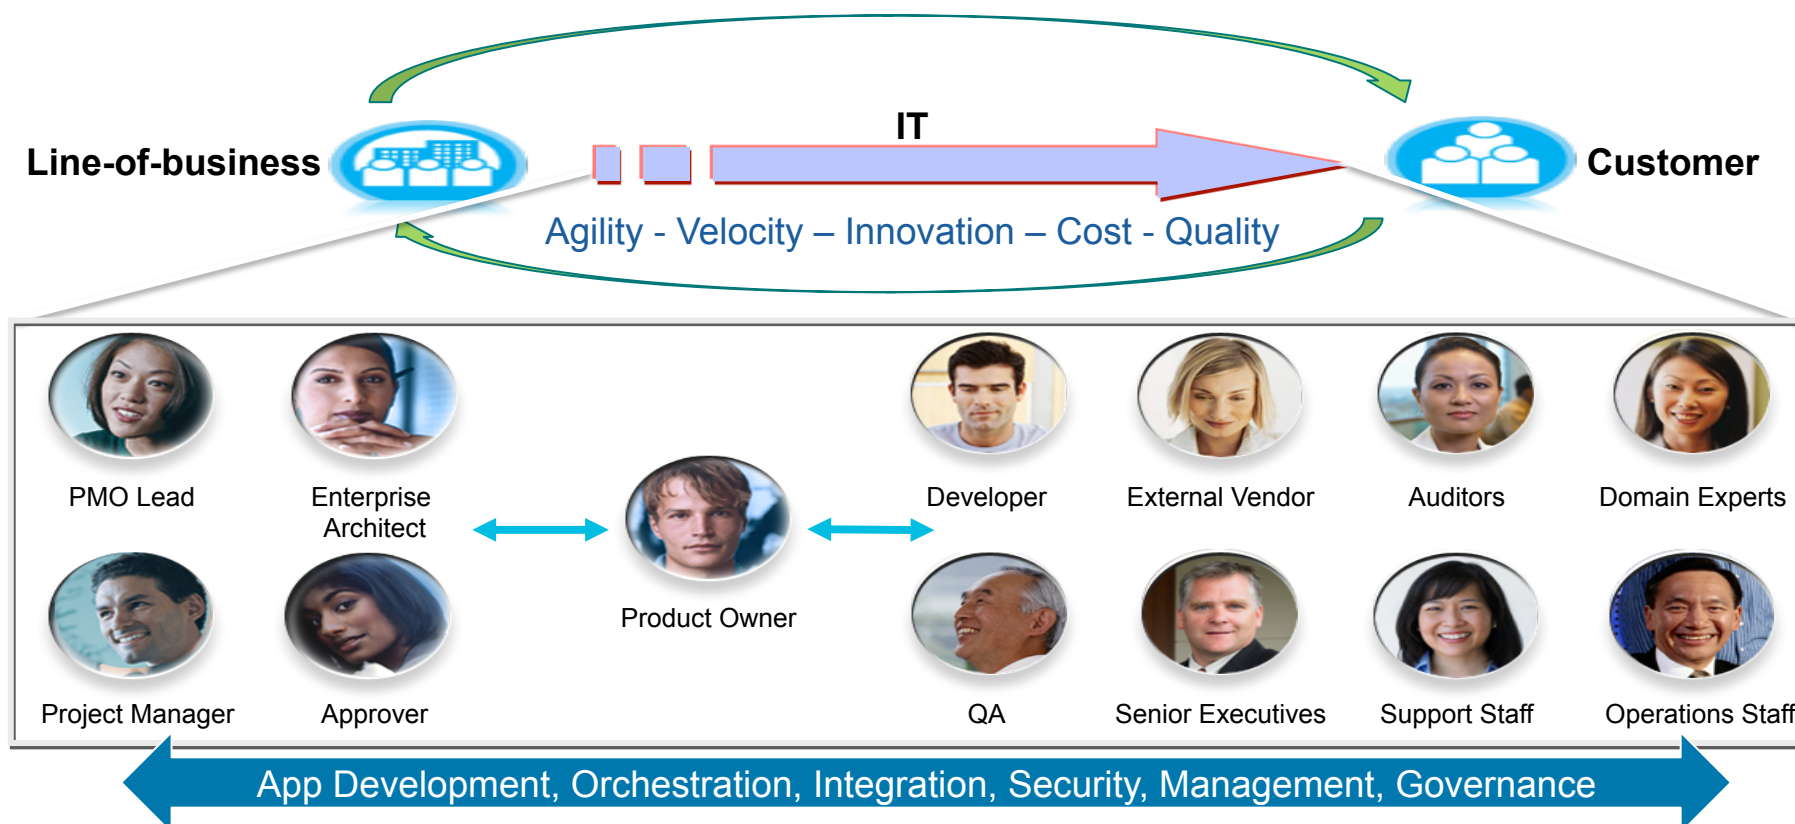 IT
Line-of-business
Customer
Agility - Velocity – Innovation – Cost - Quality
PMO Lead
Enterprise
Architect
Developer
External Vendor
Auditors
Domain Experts
Product Owner
Project Manager
Approver
QA
Senior Executives
Support Staff
Operations Staff
App Development, Orchestration, Integration, Security, Management, Governance